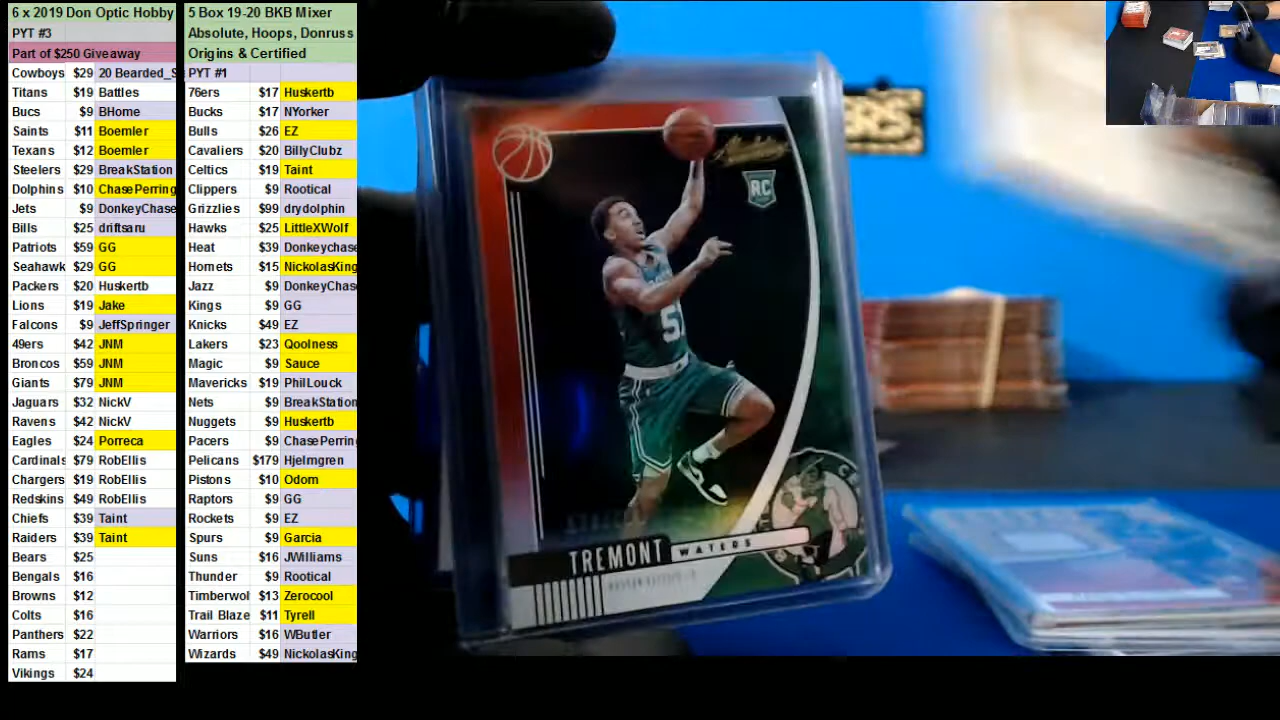 6 x 2019 Don Optic Hobby
PYT #3
Part of $250 Giveaway
Cowboys $29 20 Bearded_S
Titans $19 Battles
Bucs $9 BHome
Saints $11 Boemler
Texans $12 Boemler
Steelers $29 BreakStation
Dolphins $10 ChasePerring
Jets $9 DonkeyChase
Bills $25 driftsaru
Patriots $59 GG
Seahawk $29 GG
Packers $20 Huskertb
Lions $19 Jake
Falcons $9 JeffSpringer
49ers $42 JNM
Broncos $59 JNM
Giants $79 JNM
Jaguars $32 NickV
Ravens $42 NickV
Eagles $24 Porreca
Cardinals $79 RobEllis
Chargers $19 RobEllis
Redskins $49 RobEllis
Chiefs $39 Taint
Raiders $39 Taint
Bears $25
Bengals $16
Browns $12
Colts $16
Panthers $22
Rams $17
Vikings $24
5 Box 19-20 BKB Mixer
Absolute, Hoops, Donruss
Origins & Certified
PYT #1
76ers $17 Huskertb
Bucks $17 NYorker
Bulls $26 EZ
Cavaliers $20 BillyClubz
Celtics $19 Taint
Clippers $9 Rootical
Grizzlies $99 drydolphin
Hawks $25 LittleXWolf
Heat $39 Donkeychase
Hornets $15 NickolasKing
Jazz $9 DonkeyChase
Kings $9 GG
Knicks $49 EZ
Lakers $23 Qoolness
Magic $9 Sauce
Mavericks $19 PhilLouck
Nets $9 BreakStation
Nuggets $9 Huskertb
Pacers $9 ChasePerrin
Pelicans $179 Hjelmgren
Pistons $10 Odom
Raptors $9 GG
Rockets $9 EZ
Spurs $9 Garcia
Suns $16 JWilliams
Thunder $9 Rootical
Timberwol $13 Zerocool
Trail Blaze $11 Tyrell
Warriors $16 WButler
Wizards $49 NickolasKing
Absolute
RC
5
TREMONT WATERS